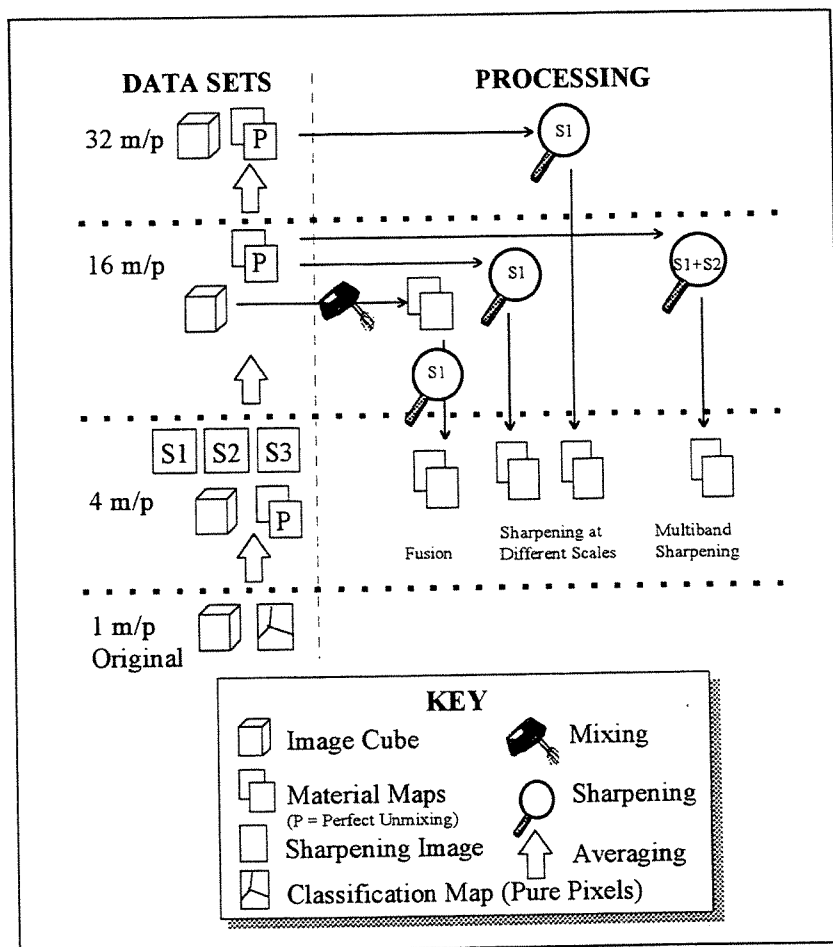 DATA SETS
PROCESSING
32 m/p
P
S1
16 m/p
P
S1
S1+S2
S1
S1
S2
S3
4 m/p
P
Fusion
Sharpening at
Different Scales
Multiband
Sharpening
1 m/p
Original
KEY
Image Cube
Mixing
Material Maps
(P = Perfect Unmixing)
Sharpening
Sharpening Image
Averaging
Classification Map (Pure Pixels)